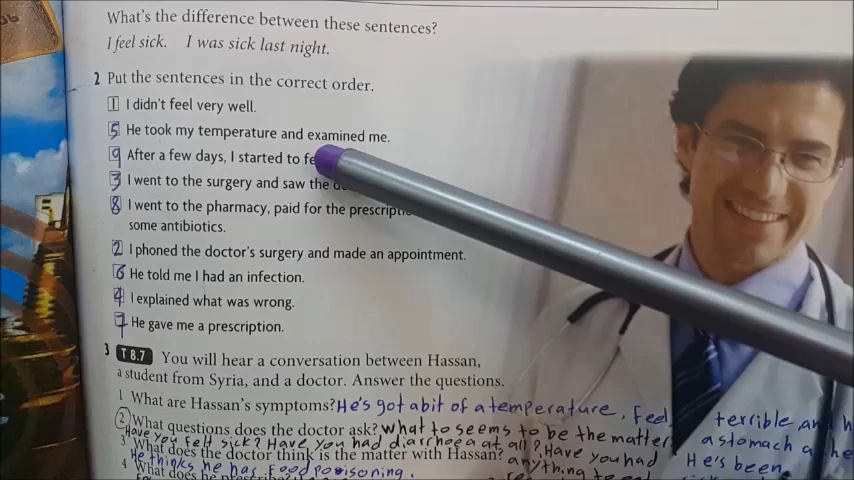 What's the difference between these sentences?
I feel sick. I was sick last night.
2 Put the sentences in the correct order.
1 I didn't feel very well.
5 He took my temperature and examined me.
9 After a few days, I started to
3 I went to the surgery and saw the
8 I went to the pharmacy, paid for the
some antibiotics.
2 I phoned the doctor's surgery and made an appointment.
6 He told me I had an infection.
4 I explained what was wrong.
7 He gave me a prescription.
3 T 8.7 You will hear a conversation between Hassan,
a student from Syria, and a doctor. Answer the questions.
1 What are Hassan's symptoms? He's got abit of a temperature, Feel terrible and
2 What questions does the doctor ask? what to seems to be the matter a stomach
Have you felt sick? Have you had diarrhoea at all? Have you had
3 What does the doctor think is the matter with Hassan? anything to He's been
He thinks he has food poisoning.
4 What does he prescribe?